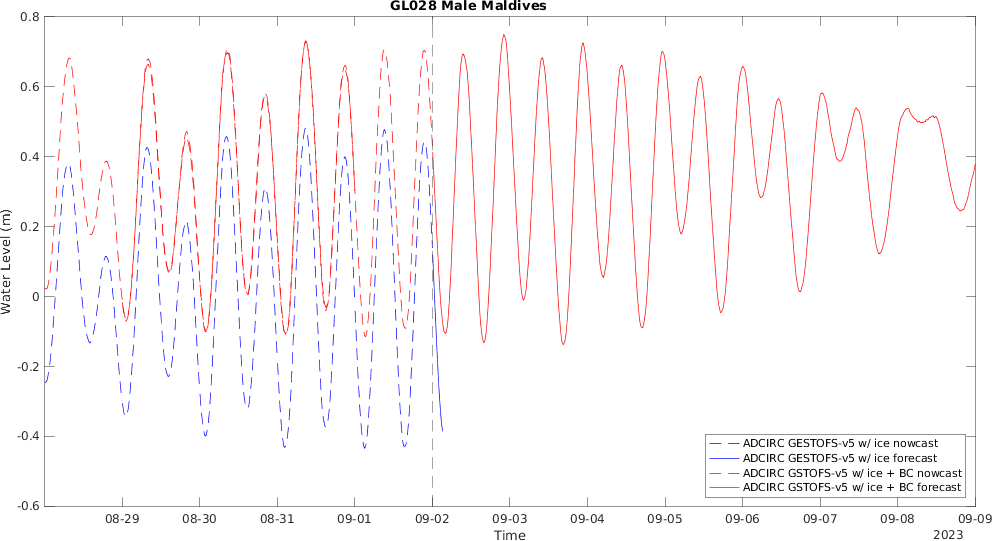 GL028 Male Maldives
Water Level (m)
0.8
0.6
0.4
0.2
0
-0.2
-0.4
-0.6
ADCIRC GESTOFS-v5 w/ ice nowcast
ADCIRC GESTOFS-v5 w/ ice forecast
ADCIRC GSTOFS-v5 w/ ice + BC nowcast
ADCIRC GSTOFS-v5 w/ ice + BC forecast
08-29 08-30 08-31 09-01 09-02 09-03 09-04 09-05 09-06 09-07 09-08 09-09
Time
2023